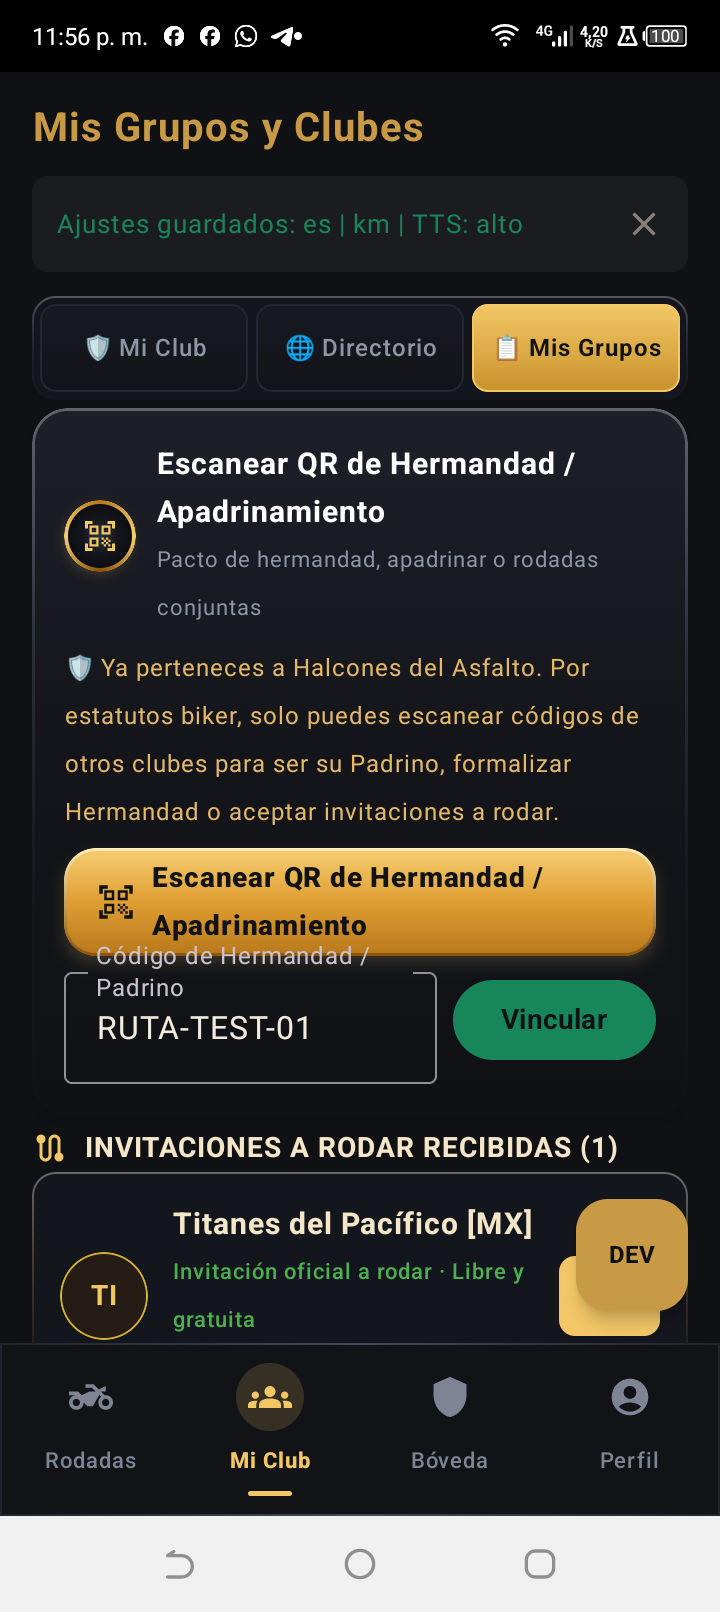 11:56 p. m.
4G
4,20
K/S
100
Mis Grupos y Clubes
Ajustes guardados: es | km | TTS: alto
Mi Club
Directorio
Mis Grupos
Escanear QR de Hermandad /
Apadrinamiento
Pacto de hermandad, apadrinar o rodadas
conjuntas
Ya perteneces a Halcones del Asfalto. Por
estatutos biker, solo puedes escanear códigos de
otros clubes para ser su Padrino, formalizar
Hermandad o aceptar invitaciones a rodar.
Escanear QR de Hermandad /
Apadrinamiento
Código de Hermandad /
Padrino
RUTA-TEST-01
Vincular
INVITACIONES A RODAR RECIBIDAS (1)
Titanes del Pacífico [MX]
TI
Invitación oficial a rodar · Libre y
gratuita
DEV
Rodadas
Mi Club
Bóveda
Perfil